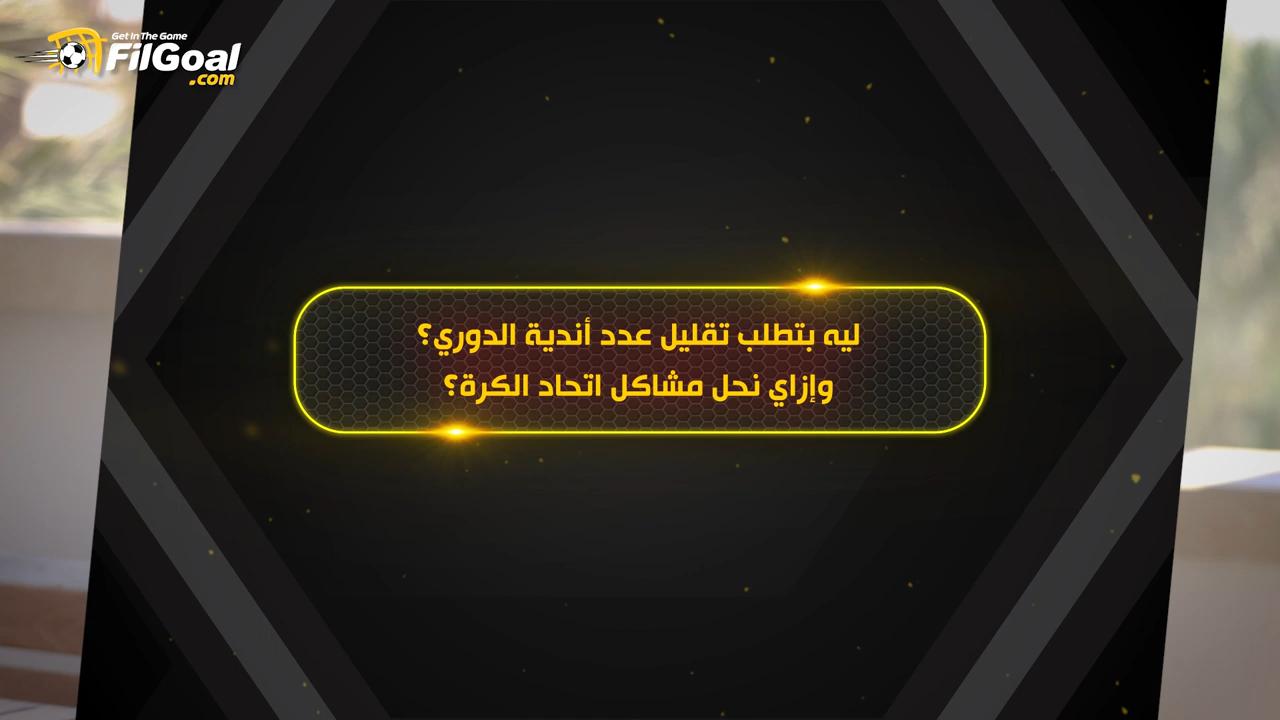 Get In The Game
FilGoal
.com
ليه بتطلب تقليل عدد أندية الدوري؟
وإزاي نحل مشاكل اتحاد الكرة؟